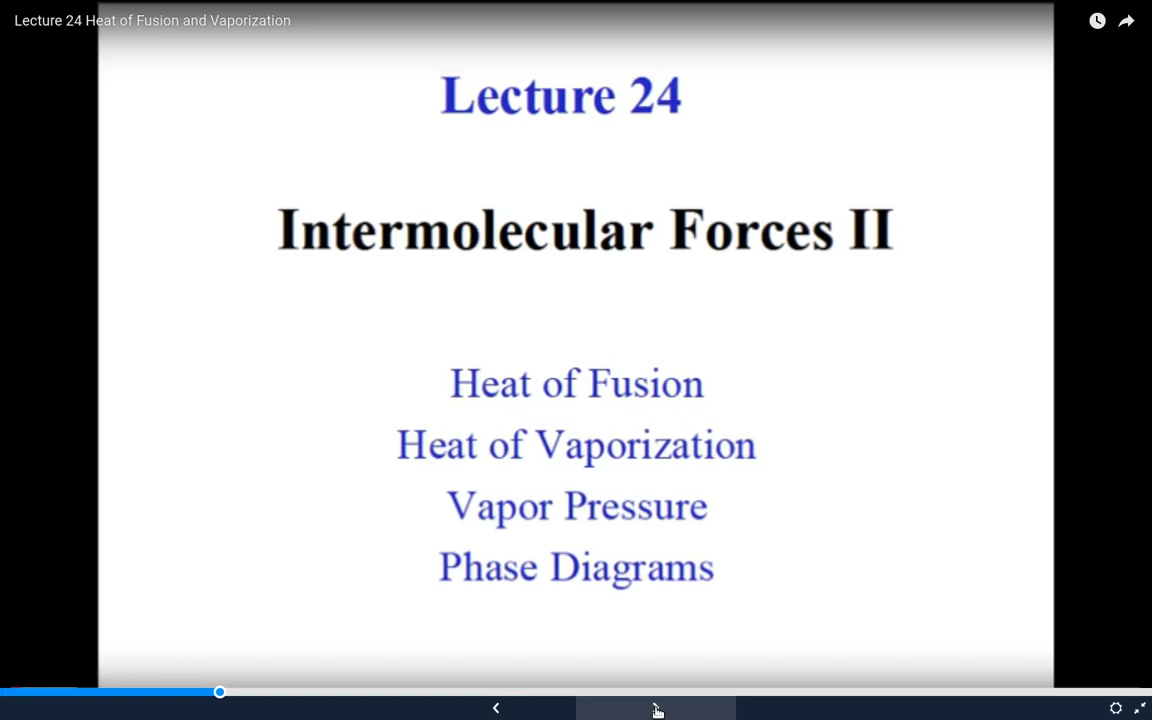 Lecture 24 Heat of Fusion and Vaporization
Lecture 24
Intermolecular Forces II
Heat of Fusion
Heat of Vaporization
Vapor Pressure
Phase Diagrams